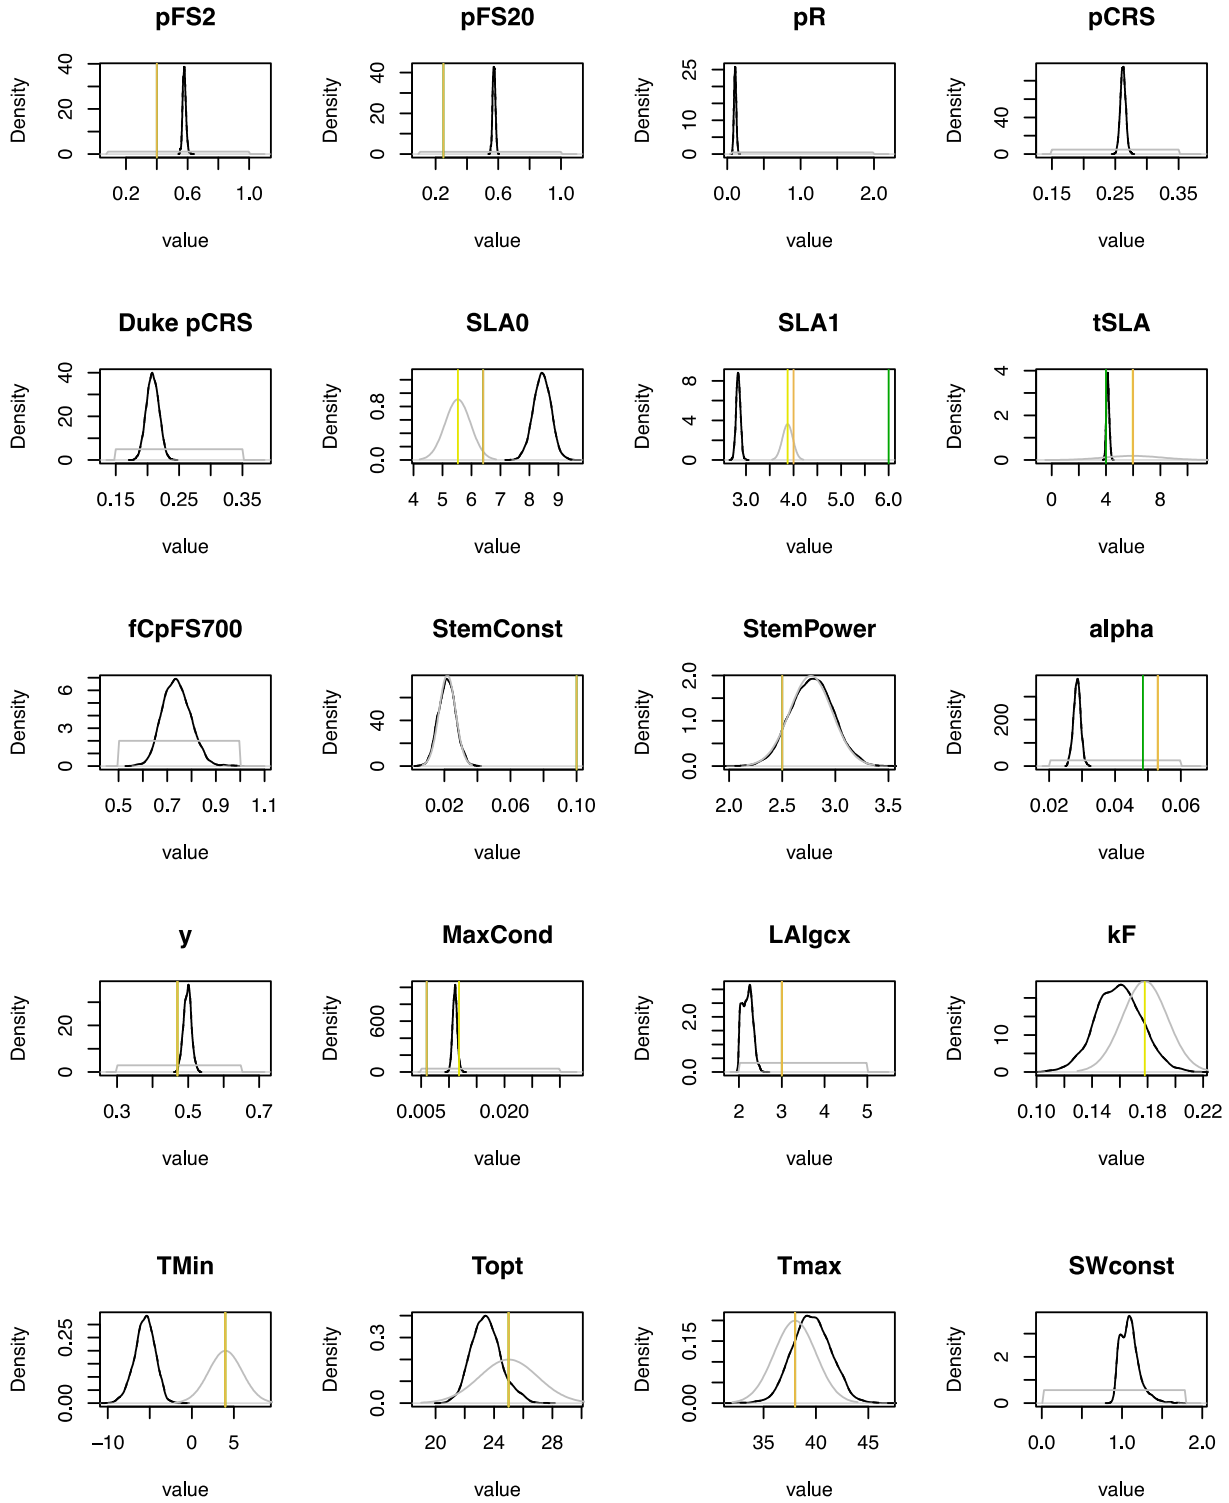 pFS2 pFS20 pR pCRS
Density Density Density Density
0 20 40 0 20 40 0 10 15 25 0 40
0.2 0.6 1.0 0.2 0.6 1.0 0.0 1.0 2.0 0.15 0.25 0.35
value value value value
Duke pCRS SLA0 SLA1 tSLA
Density Density Density Density
0 20 40 0.0 0.8 0 4 8 0 2 4
0.15 0.25 0.35 4 5 6 7 8 9 3.0 4.0 5.0 6.0 0 4 8
value value value value
fCpFS700 StemConst StemPower alpha
Density Density Density Density
0 3 6 0 40 0.0 1.0 2.0 0 200
0.5 0.7 0.9 1.1 0.02 0.06 0.10 2.0 2.5 3.0 3.5 0.02 0.04 0.06
value value value value
y MaxCond LAIgcx kF
Density Density Density Density
0 20 0 600 0.0 2.0 0 10
0.3 0.5 0.7 0.005 0.020 2 3 4 5 0.10 0.14 0.18 0.22
value value value value
TMin Topt Tmax SWconst
Density Density Density Density
0.00 0.25 0.0 0.3 0.00 0.15 0 2
−10 0 5 20 24 28 35 40 45 0.0 1.0 2.0
value value value value